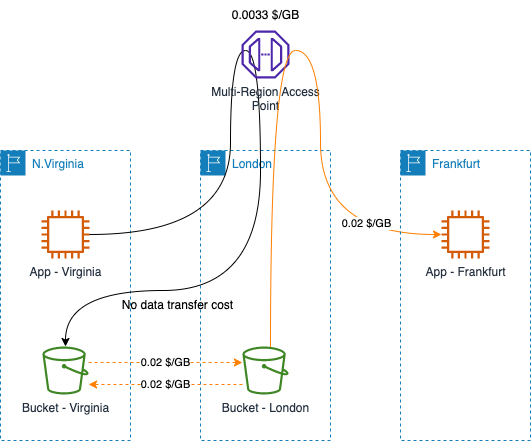 0.0033 $/GB
Multi-Region Access
Point
N.Virginia
London
Frankfurt
0.02 $/GB
App - Virginia
App - Frankfurt
No data transfer cost
0.02 $/GB
0.02 $/GB
Bucket - Virginia
Bucket - London